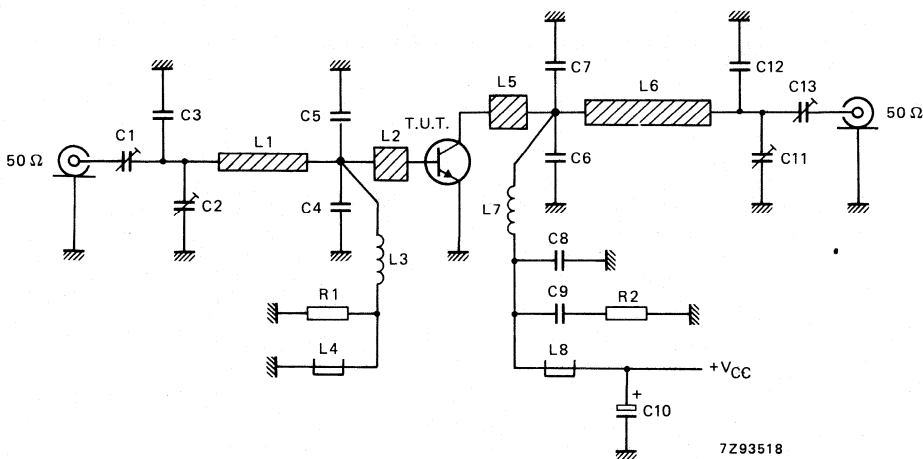 C7
C12
L5
L6
C13
C3
C5
T.U.T.
50 Ω
C1
L1
L2
50 Ω
C6
C11
C2
C4
L7
L3
C8
R1
C9
R2
L4
L8
+VCC
+
C10
7Z93518